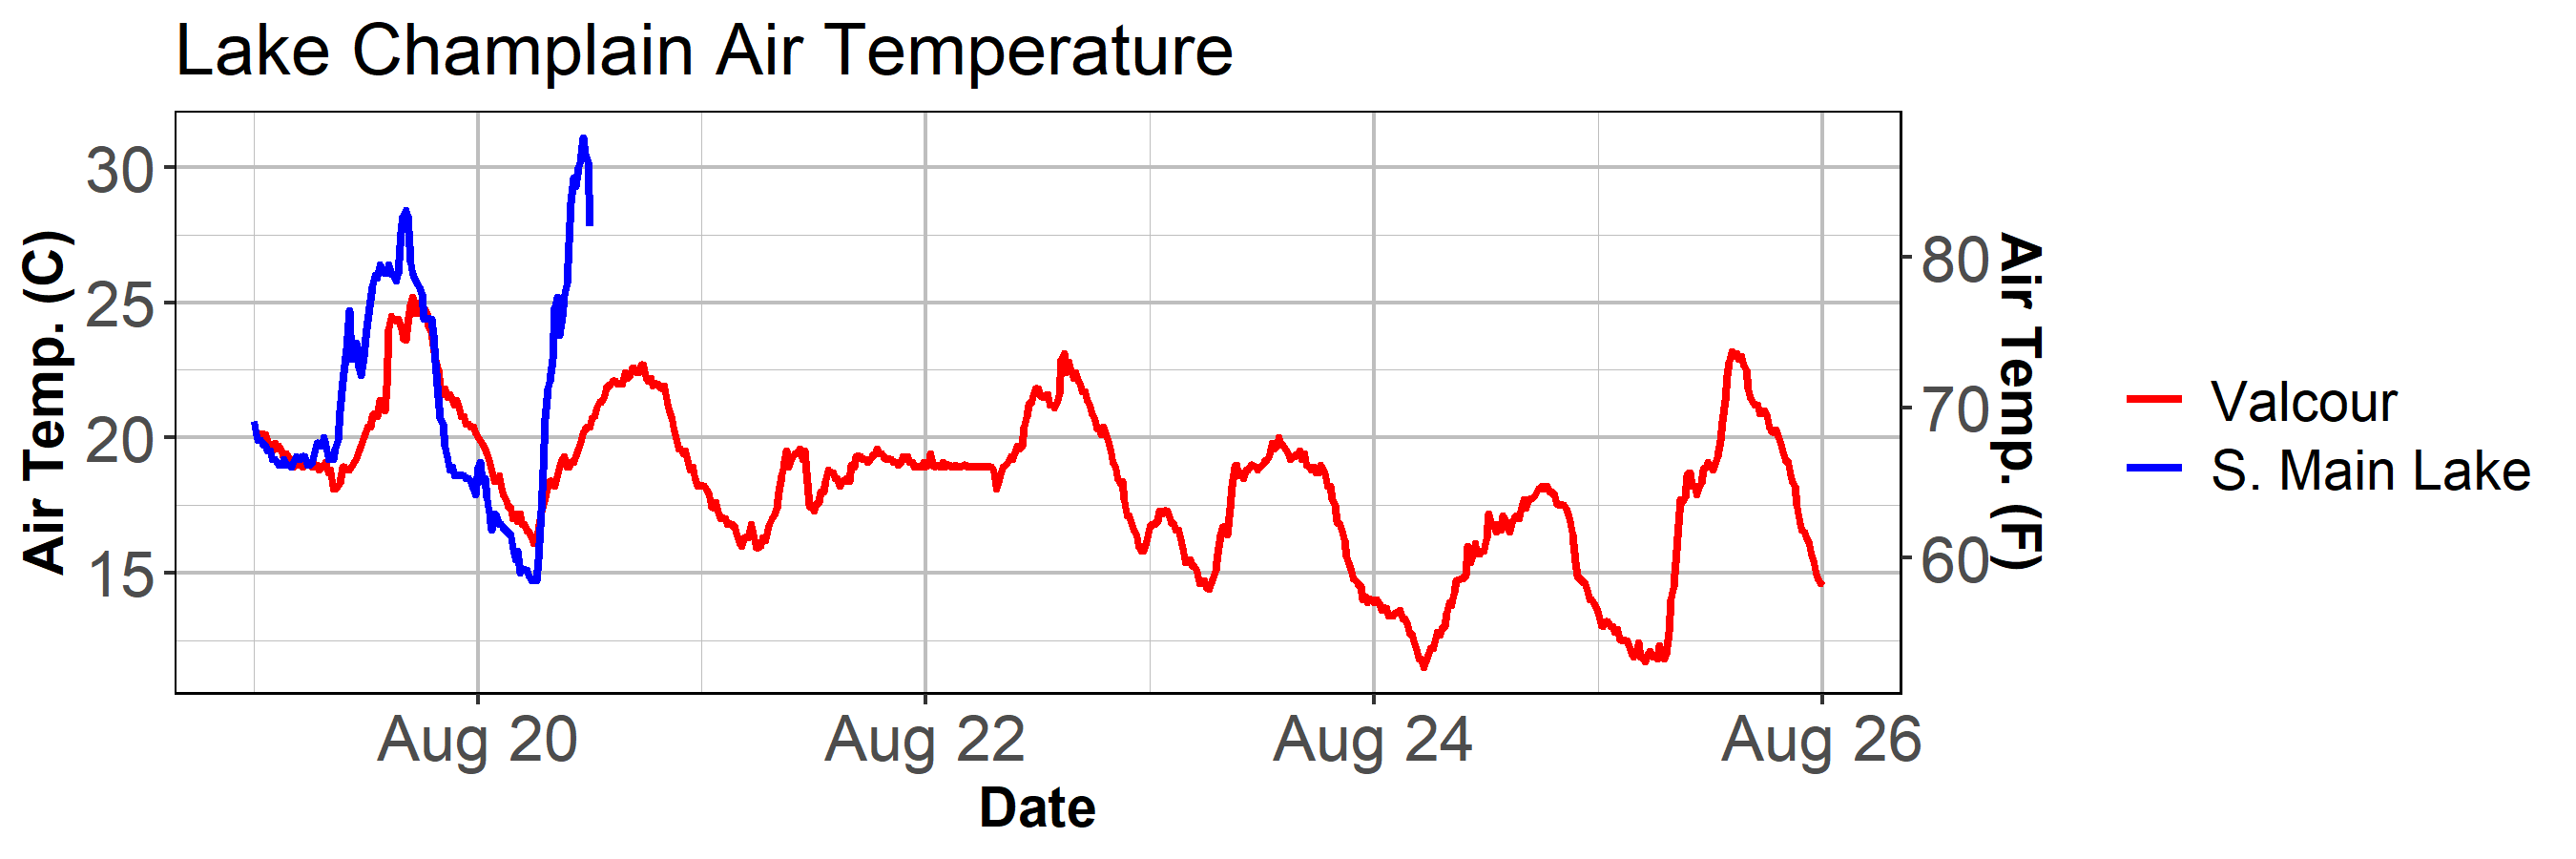 Lake Champlain Air Temperature
Air Temp. (C)
30
25
20
15
80
70
60
Air Temp. (F)
Aug 20
Aug 22
Aug 24
Aug 26
Date
Valcour
S. Main Lake